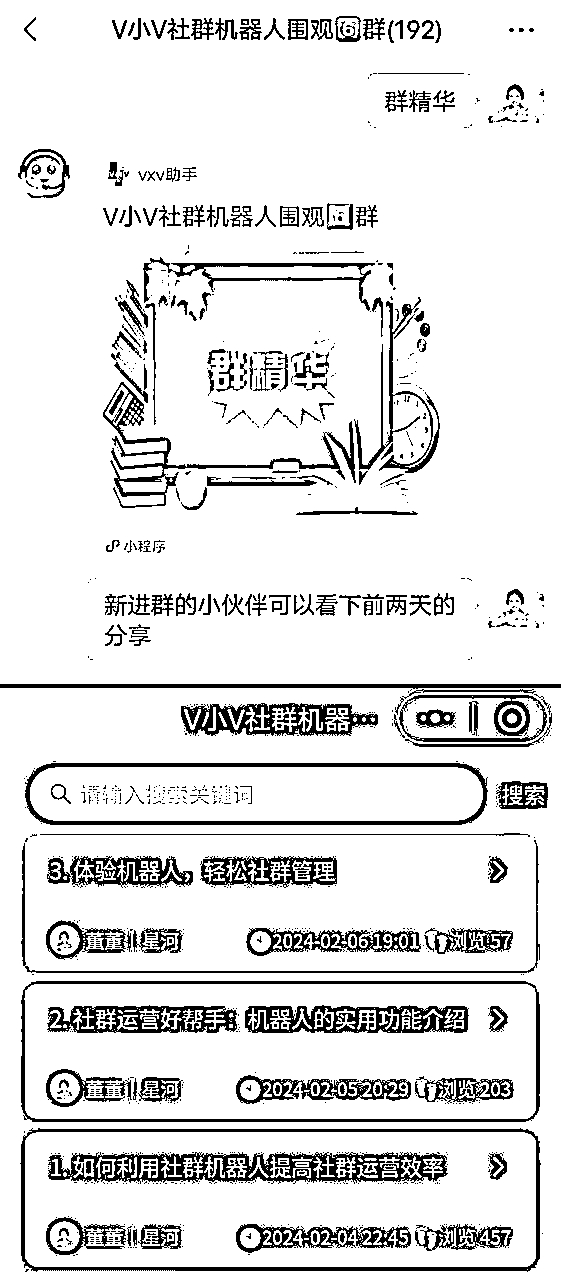 V小V社群机器人围观⑥群(192)
群精华
vxv助手
V小V社群机器人围观群
群精华
小程序
新进群的小伙伴可以看下前两天的
分享
V小V社群机器…
请输入搜索关键词
搜索
3.体验机器人，轻松社群管理
董董 | 星河
2024-02-06 19:01 浏览 57
2.社群运营好帮手：机器人的实用功能介绍
董董 | 星河
2024-02-05 20:29 浏览 203
1.如何利用社群机器人提高社群运营效率
董董 | 星河
2024-02-04 22:45 浏览 457